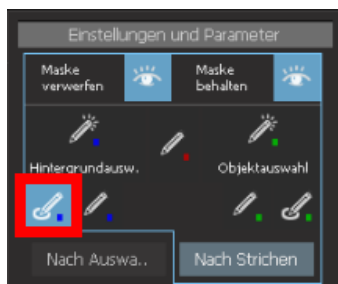 Einstellungen und Parameter
Maske
verwerfen
Maske
behalten
Hintergrundausw.
Objektauswahl
Nach Auswa..
Nach Strichen